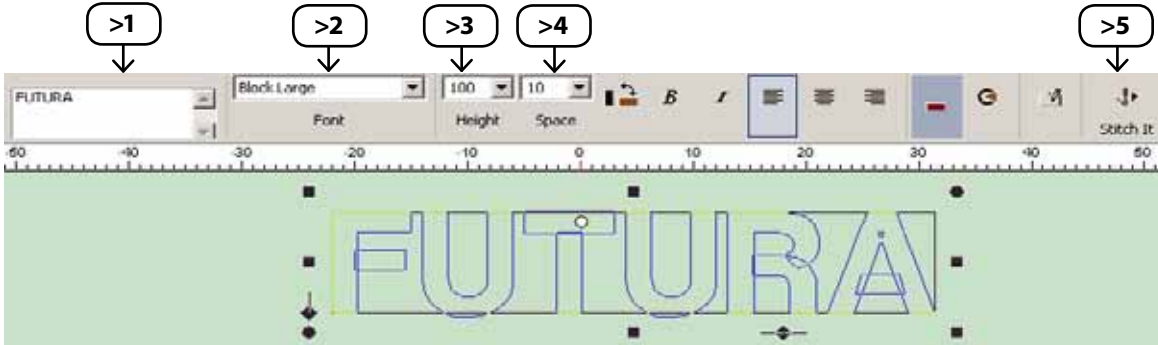 >1 >2 >3 >4 >5
FUTURA Block Large 100 10 B I
Font Height Space Stitch It
-50 -40 -30 -20 -10 0 10 20 30 40 50
FUTURA